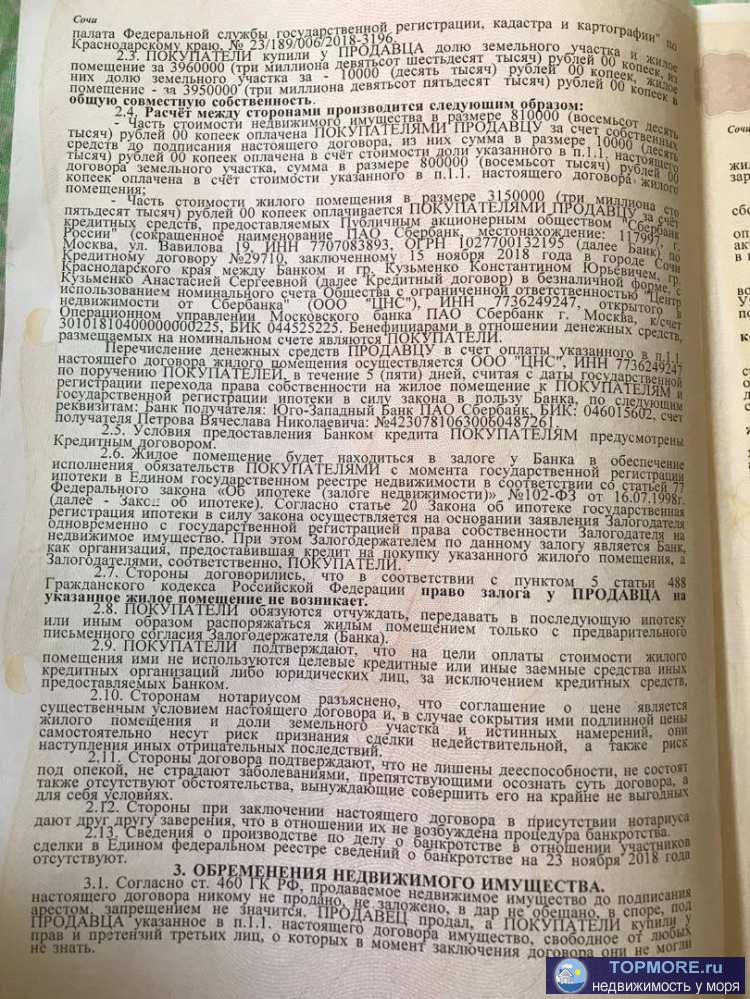 Сочи
палата Федеральной службы государственной регистрации, кадастра и картографии" по
Краснодарскому краю, № 23/189/006/2018-3196.
2.3. ПОКУПАТЕЛИ купили у ПРОДАВЦА долю земельного участка и жилое
помещение за 3960000 (три миллиона девятьсот шестьдесят тысяч) рублей 00 копеек, из
них долю земельного участка за - 10000 (десять тысяч) рублей 00 копеек, жилое
помещение - за 3950000 (три миллиона девятьсот пятьдесят тысяч) рублей 00 копеек в
общую совместную собственность.
2.4. Расчёт между сторонами производится следующим образом:
- Часть стоимости недвижимого имущества в размере 810000 (восемьсот десять
тысяч) рублей 00 копеек оплачена ПОКУПАТЕЛЯМИ ПРОДАВЦУ за счет собственных
средств до подписания настоящего договора, из них сумма в размере 10000 (десять
тысяч) рублей 00 копеек оплачена в счёт стоимости доли указанного в п.1.1. настоящего
договора земельного участка, сумма в размере 800000 (восемьсот тысяч) рублей 00
копеек оплачена в счёт стоимости указанного в п.1.1. настоящего договора жилого
помещения;
- Часть стоимости жилого помещения в размере 3150000 (три миллиона сто
пятьдесят тысяч) рублей 00 копеек оплачивается ПОКУПАТЕЛЯМИ ПРОДАВЦУ за счёт
кредитных средств, предоставляемых Публичным акционерным обществом "Сбербанк
России" (сокращенное наименование ПАО Сбербанк, местонахождение: 117997, г.
Москва, ул. Вавилова 19, ИНН 7707083893, ОГРН 1027700132195 (далее Банк) по
Кредитному договору №29710, заключенному 15 ноября 2018 года в городе Сочи
Краснодарского края между Банком и гр. Кузьменко Константином Юрьевичем, гр.
Кузьменко Анастасией Сергеевной (далее Кредитный договор) в безналичной форме, с
использованием номинального счета Общества с ограниченной ответственностью "Центр
недвижимости от Сбербанка" (ООО "ЦНС"), ИНН 7736249247, открытого в
Операционном управлении Московского банка ПАО Сбербанк г. Москва, к/счет
30101810400000000225, БИК 044525225. Бенефициарами в отношении денежных средств,
размещаемых на номинальном счете являются ПОКУПАТЕЛИ.
Перечисление денежных средств ПРОДАВЦУ в счет оплаты указанного в п.1.1.
настоящего договора жилого помещения осуществляется ООО "ЦНС", ИНН 7736249247
по поручению ПОКУПАТЕЛЕЙ, в течение 5 (пяти) дней, считая с даты государственной
регистрации перехода права собственности на жилое помещение к ПОКУПАТЕЛЯМ и
государственной регистрации ипотеки в силу закона в пользу Банка, по следующим
реквизитам: Банк получателя: Юго-Западный Банк ПАО Сбербанк, БИК: 046015602, счет
получателя Петрова Вячеслава Николаевича: №42307810630060487261.
2.5. Условия предоставления Банком кредита ПОКУПАТЕЛЯМ предусмотрены
Кредитным договором.
2.6. Жилое помещение будет находиться в залоге у Банка в обеспечение
исполнения обязательств ПОКУПАТЕЛЯМИ с момента государственной регистрации
ипотеки в Едином государственном реестре недвижимости в соответствии со статьей 77
Федерального закона «Об ипотеке (залоге недвижимости)» №102-ФЗ от 16.07.1998г.
(далее - Закон об ипотеке). Согласно статье 20 Закона об ипотеке государственная
регистрация ипотеки в силу закона осуществляется на основании заявления Залогодателя
одновременно с государственной регистрацией права собственности Залогодателя на
недвижимое имущество. При этом Залогодержателем по данному залогу является Банк,
как организация, предоставившая кредит на покупку указанного жилого помещения, а
Залогодателями, соответственно, ПОКУПАТЕЛИ.
2.7. Стороны договорились, что в соответствии с пунктом 5 статьи 488
Гражданского кодекса Российской Федерации право залога у ПРОДАВЦА на
указанное жилое помещение не возникает.
2.8. ПОКУПАТЕЛИ обязуются отчуждать, передавать в последующую ипотеку
или иным образом распоряжаться жилым помещением только с предварительного
письменного согласия Залогодержателя (Банка).
2.9. ПОКУПАТЕЛИ подтверждают, что на цели оплаты стоимости жилого
помещения ими не используются целевые кредитные или иные заемные средства иных
кредитных организаций либо юридических лиц, за исключением кредитных средств,
предоставляемых Банком.
2.10. Сторонам нотариусом разъяснено, что соглашение о цене является
существенным условием настоящего договора и, в случае сокрытия ими подлинной цены
жилого помещения и доли земельного участка и истинных намерений, они
самостоятельно несут риск признания сделки недействительной, а также риск
наступления иных отрицательных последствий.
2.11. Стороны договора подтверждают, что не лишены дееспособности, не состоят
под опекой, не страдают заболеваниями, препятствующими осознать суть договора, а
также отсутствуют обстоятельства, вынуждающие совершить его на крайне не выгодных
для себя условиях.
2.12. Стороны при заключении настоящего договора в присутствии нотариуса
дают друг другу заверения, что в отношении их не возбуждена процедура банкротства.
2.13. Сведения о производстве по делу о банкротстве в отношении участников
сделки в Едином федеральном реестре сведений о банкротстве на 23 ноября 2018 года
отсутствуют.
3. ОБРЕМЕНЕНИЯ НЕДВИЖИМОГО ИМУЩЕСТВА.
3.1. Согласно ст. 460 ГК РФ, продаваемое недвижимое имущество до подписания
настоящего договора никому не продано, не заложено, в дар не обещано, в споре, под
арестом, запрещением не значится. ПРОДАВЕЦ продал, а ПОКУПАТЕЛИ купили у
ПРОДАВЦА указанное в п.1.1. настоящего договора имущество, свободное от любых
прав и претензий третьих лиц, о которых в момент заключения договора они не могли
не знать.
Сочи
TOPMORE.ru
недвижимость у моря